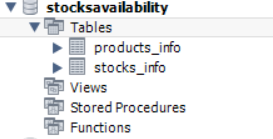 stocksavailability
Tables
products_info
stocks_info
Views
Stored Procedures
Functions